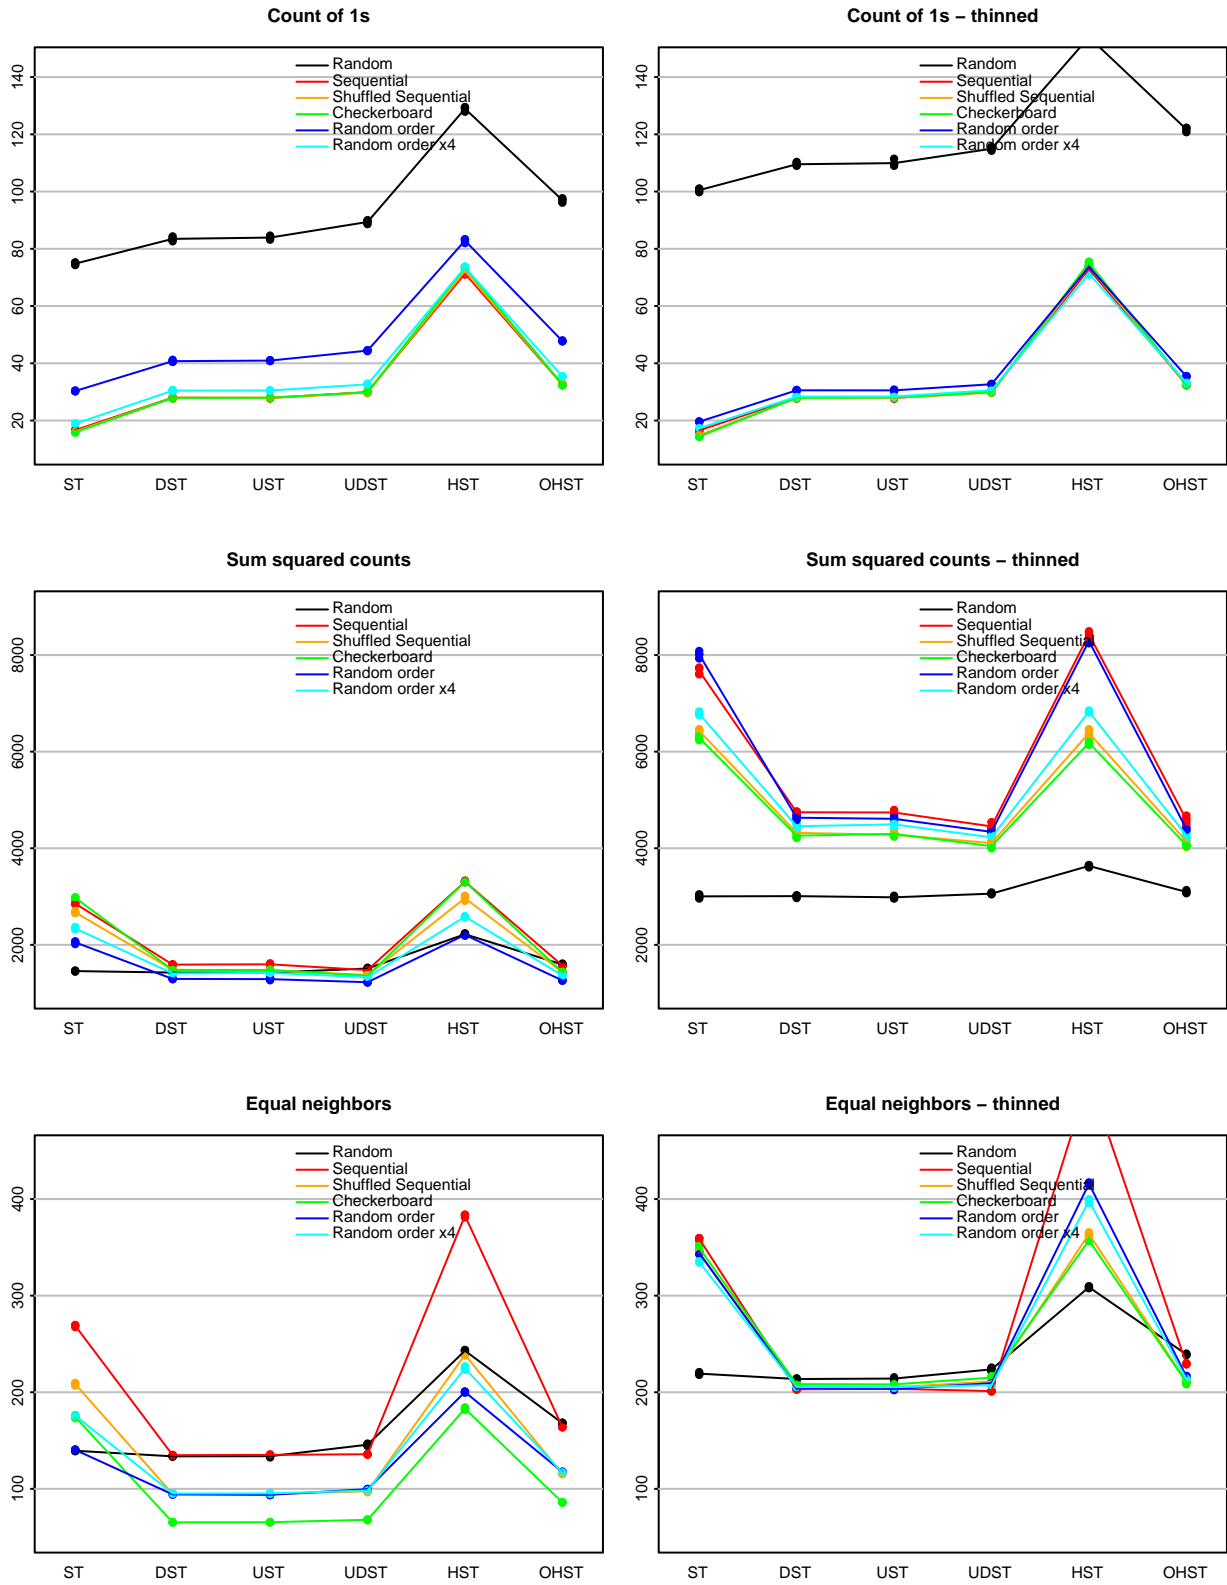 Count of 1s
Random
Sequential
Shuffled Sequential
Checkerboard
Random order
Random order x4
140
120
100
80
60
40
20
ST DST UST UDST HST OHST
Count of 1s – thinned
Random
Sequential
Shuffled Sequential
Checkerboard
Random order
Random order x4
140
120
100
80
60
40
20
ST DST UST UDST HST OHST
Sum squared counts
Random
Sequential
Shuffled Sequential
Checkerboard
Random order
Random order x4
8000
6000
4000
2000
ST DST UST UDST HST OHST
Sum squared counts – thinned
Random
Sequential
Shuffled Sequential
Checkerboard
Random order
Random order x4
8000
6000
4000
2000
ST DST UST UDST HST OHST
Equal neighbors
Random
Sequential
Shuffled Sequential
Checkerboard
Random order
Random order x4
400
300
200
100
ST DST UST UDST HST OHST
Equal neighbors – thinned
Random
Sequential
Shuffled Sequential
Checkerboard
Random order
Random order x4
400
300
200
100
ST DST UST UDST HST OHST